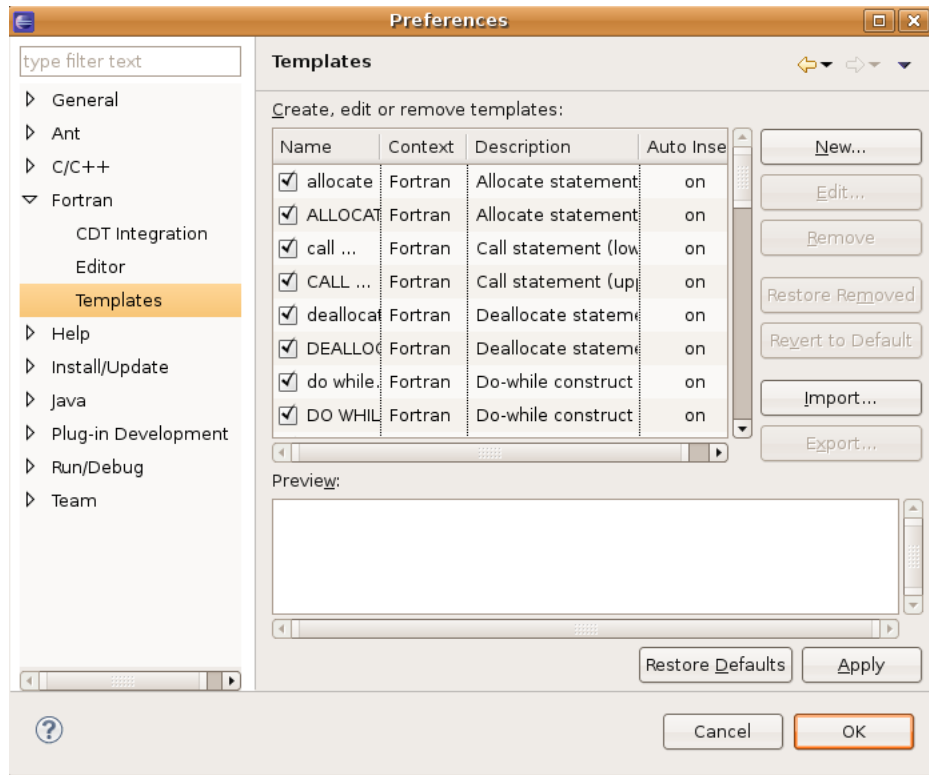 Preferences
type filter text
General
Ant
C/C++
Fortran
CDT Integration
Editor
Templates
Help
Install/Update
Java
Plug-in Development
Run/Debug
Team
Templates
Create, edit or remove templates:
Name Context Description Auto Inse
allocate Fortran Allocate statement on
ALLOCAT Fortran Allocate statement on
call ... Fortran Call statement (low on
CALL ... Fortran Call statement (upp on
deallocat Fortran Deallocate stateme on
DEALLOC Fortran Deallocate stateme on
do while. Fortran Do-while construct on
DO WHIL Fortran Do-while construct on
New...
Edit...
Remove
Restore Removed
Revert to Default
Import...
Export...
Preview:
Restore Defaults
Apply
?
Cancel
OK